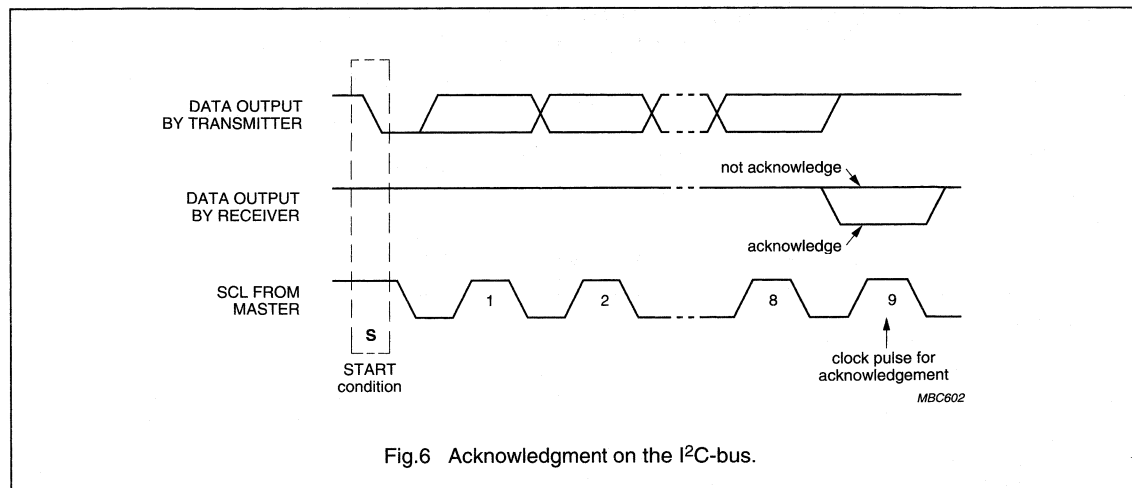 DATA OUTPUT
BY TRANSMITTER
not acknowledge
DATA OUTPUT
BY RECEIVER
acknowledge
SCL FROM
MASTER
1
2
8
9
S
START
condition
clock pulse for
acknowledgement
MBC602
Fig.6 Acknowledgment on the I²C-bus.